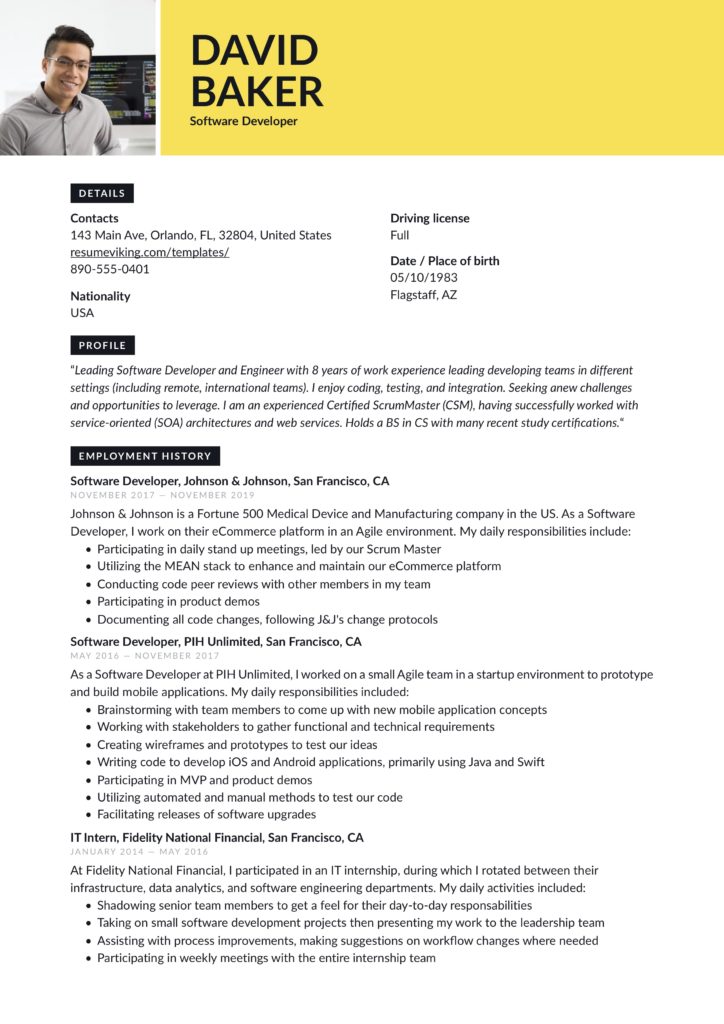 DAVID
BAKER
Software Developer
DETAILS
Contacts
143 Main Ave, Orlando, FL, 32804, United States
resumeviking.com/templates/
890-555-0401
Nationality
USA
Driving license
Full
Date / Place of birth
05/10/1983
Flagstaff, AZ
PROFILE
“Leading Software Developer and Engineer with 8 years of work experience leading developing teams in different
settings (including remote, international teams). I enjoy coding, testing, and integration. Seeking anew challenges
and opportunities to leverage. I am an experienced Certified ScrumMaster (CSM), having successfully worked with
service-oriented (SOA) architectures and web services. Holds a BS in CS with many recent study certifications.“
EMPLOYMENT HISTORY
Software Developer, Johnson & Johnson, San Francisco, CA
NOVEMBER 2017 — NOVEMBER 2019
Johnson & Johnson is a Fortune 500 Medical Device and Manufacturing company in the US. As a Software
Developer, I work on their eCommerce platform in an Agile environment. My daily responsibilities include:
• Participating in daily stand up meetings, led by our Scrum Master
• Utilizing the MEAN stack to enhance and maintain our eCommerce platform
• Conducting code peer reviews with other members in my team
• Participating in product demos
• Documenting all code changes, following J&J's change protocols
Software Developer, PIH Unlimited, San Francisco, CA
MAY 2016 — NOVEMBER 2017
As a Software Developer at PIH Unlimited, I worked on a small Agile team in a startup environment to prototype
and build mobile applications. My daily responsibilities included:
• Brainstorming with team members to come up with new mobile application concepts
• Working with stakeholders to gather functional and technical requirements
• Creating wireframes and prototypes to test our ideas
• Writing code to develop iOS and Android applications, primarily using Java and Swift
• Participating in MVP and product demos
• Utilizing automated and manual methods to test our code
• Facilitating releases of software upgrades
IT Intern, Fidelity National Financial, San Francisco, CA
JANUARY 2014 — MAY 2016
At Fidelity National Financial, I participated in an IT internship, during which I rotated between their
infrastructure, data analytics, and software engineering departments. My daily activities included:
• Shadowing senior team members to get a feel for their day-to-day responsabilities
• Taking on small software development projects then presenting my work to the leadership team
• Assisting with process improvements, making suggestions on workflow changes where needed
• Participating in weekly meetings with the entire internship team